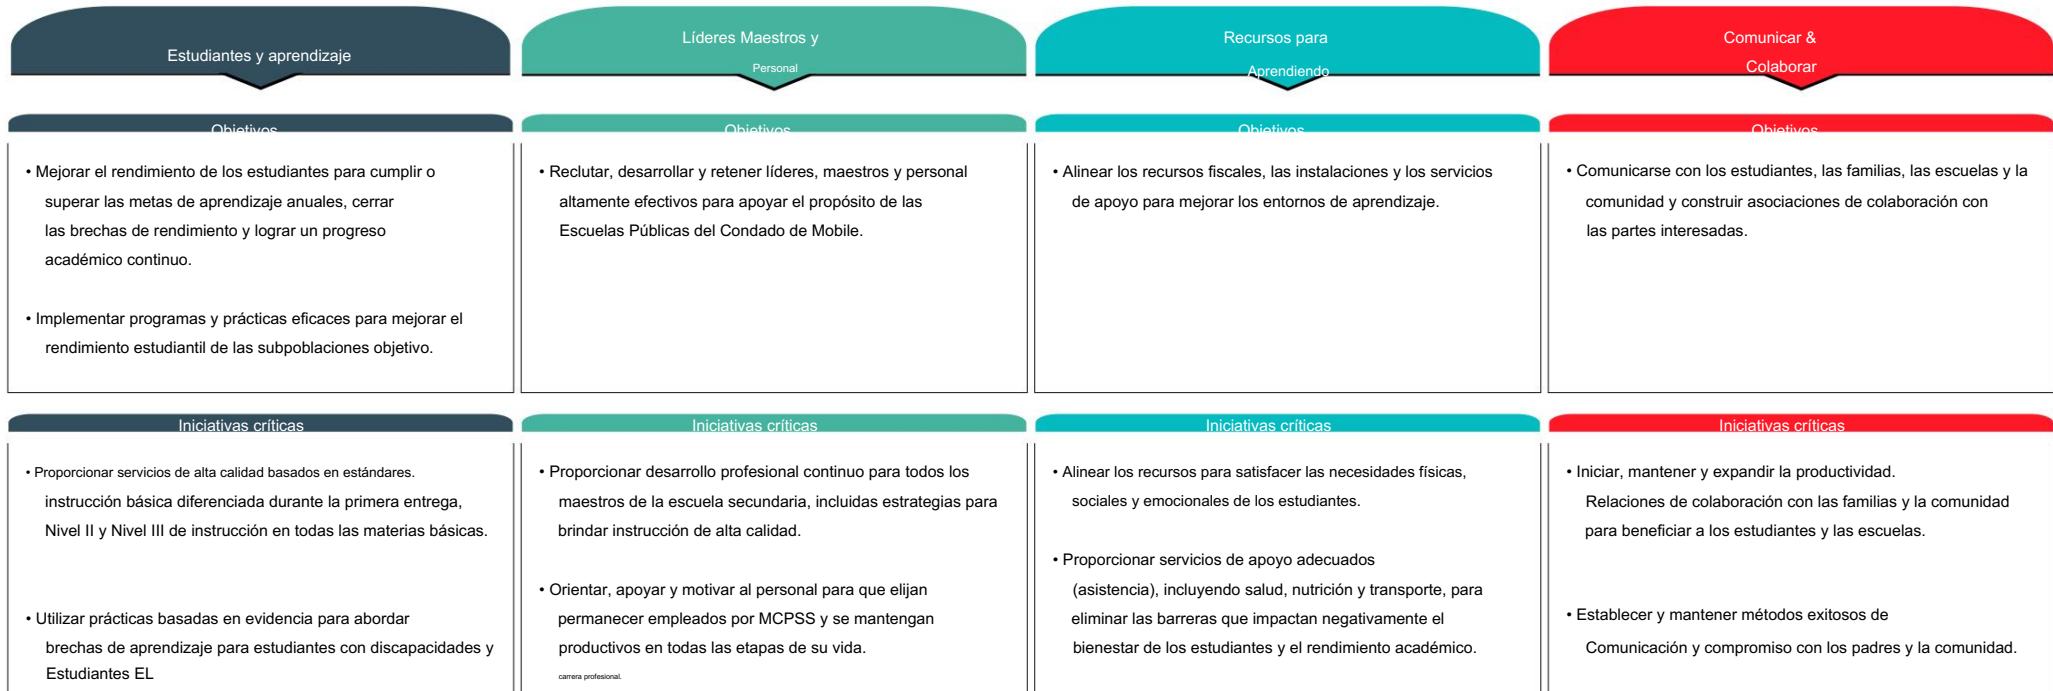 Estudiantes y aprendizaje
Líderes Maestros y
Personal
Recursos para
Aprendiendo
Comunicar &
Colaborar
Objetivos
• Mejorar el rendimiento de los estudiantes para cumplir o
superar las metas de aprendizaje anuales, cerrar
las brechas de rendimiento y lograr un progreso
académico continuo.
• Implementar programas y prácticas eficaces para mejorar el
rendimiento estudiantil de las subpoblaciones objetivo.
Objetivos
• Reclutar, desarrollar y retener líderes, maestros y personal
altamente efectivos para apoyar el propósito de las
Escuelas Públicas del Condado de Mobile.
Objetivos
• Alinear los recursos fiscales, las instalaciones y los servicios
de apoyo para mejorar los entornos de aprendizaje.
Objetivos
• Comunicarse con los estudiantes, las familias, las escuelas y la
comunidad y construir asociaciones de colaboración con
las partes interesadas.
Iniciativas críticas
• Proporcionar servicios de alta calidad basados en estándares.
instrucción básica diferenciada durante la primera entrega,
Nivel II y Nivel III de instrucción en todas las materias básicas.
• Utilizar prácticas basadas en evidencia para abordar
brechas de aprendizaje para estudiantes con discapacidades y
Estudiantes EL
Iniciativas críticas
• Proporcionar desarrollo profesional continuo para todos los
maestros de la escuela secundaria, incluidas estrategias para
brindar instrucción de alta calidad.
• Orientar, apoyar y motivar al personal para que elijan
permanecer empleados por MCPSS y se mantengan
productivos en todas las etapas de su vida.
carrera profesional.
Iniciativas críticas
• Alinear los recursos para satisfacer las necesidades físicas,
sociales y emocionales de los estudiantes.
• Proporcionar servicios de apoyo adecuados
(asistencia), incluyendo salud, nutrición y transporte, para
eliminar las barreras que impactan negativamente el
bienestar de los estudiantes y el rendimiento académico.
Iniciativas críticas
• Iniciar, mantener y expandir la productividad.
Relaciones de colaboración con las familias y la comunidad
para beneficiar a los estudiantes y las escuelas.
• Establecer y mantener métodos exitosos de
Comunicación y compromiso con los padres y la comunidad.